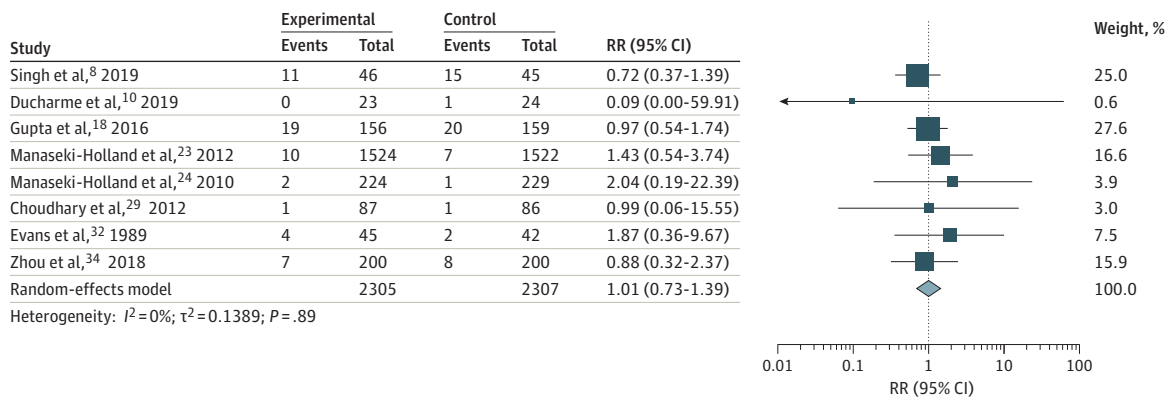 Experimental Control
Study Events Total Events Total RR (95% CI) Weight, %
Singh et al,8 2019 11 46 15 45 0.72 (0.37-1.39) 25.0
Ducharme et al,10 2019 0 23 1 24 0.09 (0.00-59.91) 0.6
Gupta et al,18 2016 19 156 20 159 0.97 (0.54-1.74) 27.6
Manaseki-Holland et al,23 2012 10 1524 7 1522 1.43 (0.54-3.74) 16.6
Manaseki-Holland et al,24 2010 2 224 1 229 2.04 (0.19-22.39) 3.9
Choudhary et al,29 2012 1 87 1 86 0.99 (0.06-15.55) 3.0
Evans et al,32 1989 4 45 2 42 1.87 (0.36-9.67) 7.5
Zhou et al,34 2018 7 200 8 200 0.88 (0.32-2.37) 15.9
Random-effects model 2305 2307 1.01 (0.73-1.39) 100.0
Heterogeneity: I2 = 0%; τ2 = 0.1389; P = .89
0.01 0.1 1 10 100
RR (95% CI)